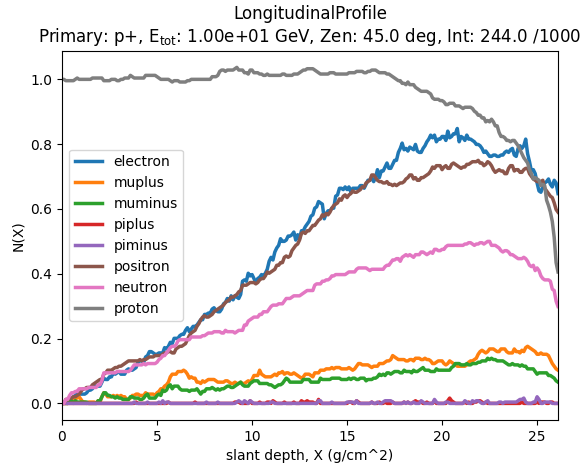 LongitudinalProfile
Primary: p+, E_tot: 1.00e+01 GeV, Zen: 45.0 deg, Int: 244.0 /1000
1.0
0.8
0.6
0.4
0.2
0.0
N(X)
electron
muplus
muminus
piplus
piminus
positron
neutron
proton
0 5 10 15 20 25
slant depth, X (g/cm^2)